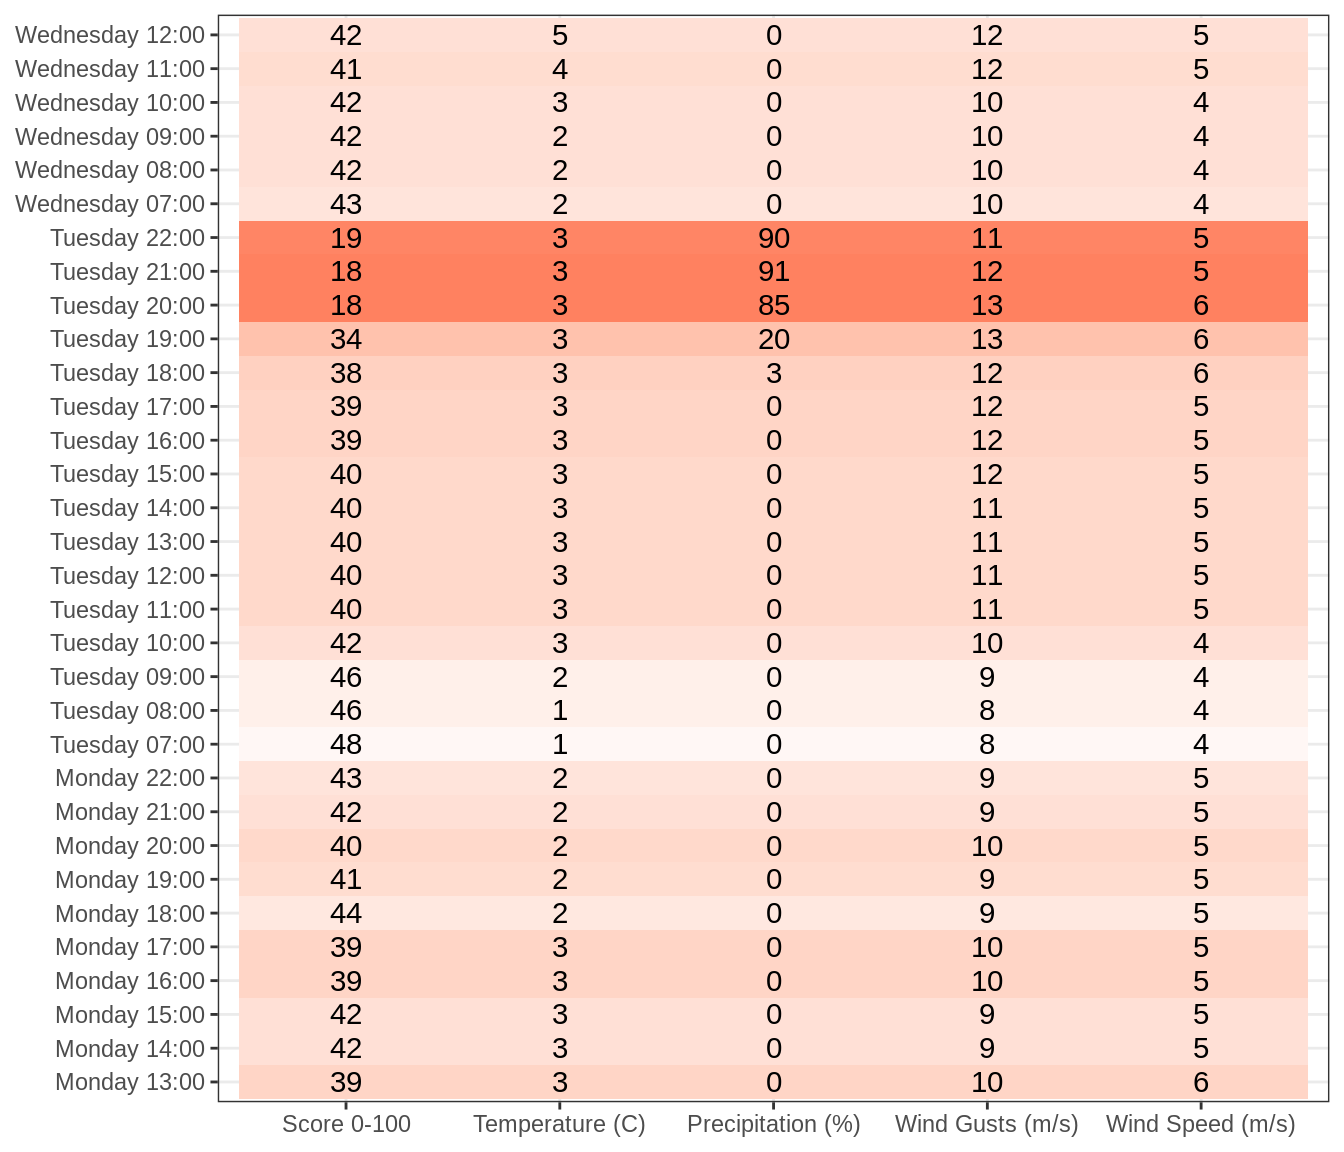 Wednesday 12:00 42 5 0 12 5
Wednesday 11:00 41 4 0 12 5
Wednesday 10:00 42 3 0 10 4
Wednesday 09:00 42 2 0 10 4
Wednesday 08:00 42 2 0 10 4
Wednesday 07:00 43 2 0 10 4
Tuesday 22:00 19 3 90 11 5
Tuesday 21:00 18 3 91 12 5
Tuesday 20:00 18 3 85 13 6
Tuesday 19:00 34 3 20 13 6
Tuesday 18:00 38 3 3 12 6
Tuesday 17:00 39 3 0 12 5
Tuesday 16:00 39 3 0 12 5
Tuesday 15:00 40 3 0 12 5
Tuesday 14:00 40 3 0 11 5
Tuesday 13:00 40 3 0 11 5
Tuesday 12:00 40 3 0 11 5
Tuesday 11:00 40 3 0 11 5
Tuesday 10:00 42 3 0 10 4
Tuesday 09:00 46 2 0 9 4
Tuesday 08:00 46 1 0 8 4
Tuesday 07:00 48 1 0 8 4
Monday 22:00 43 2 0 9 5
Monday 21:00 42 2 0 9 5
Monday 20:00 40 2 0 10 5
Monday 19:00 41 2 0 9 5
Monday 18:00 44 2 0 9 5
Monday 17:00 39 3 0 10 5
Monday 16:00 39 3 0 10 5
Monday 15:00 42 3 0 9 5
Monday 14:00 42 3 0 9 5
Monday 13:00 39 3 0 10 6
Score 0-100 Temperature (C) Precipitation (%) Wind Gusts (m/s) Wind Speed (m/s)